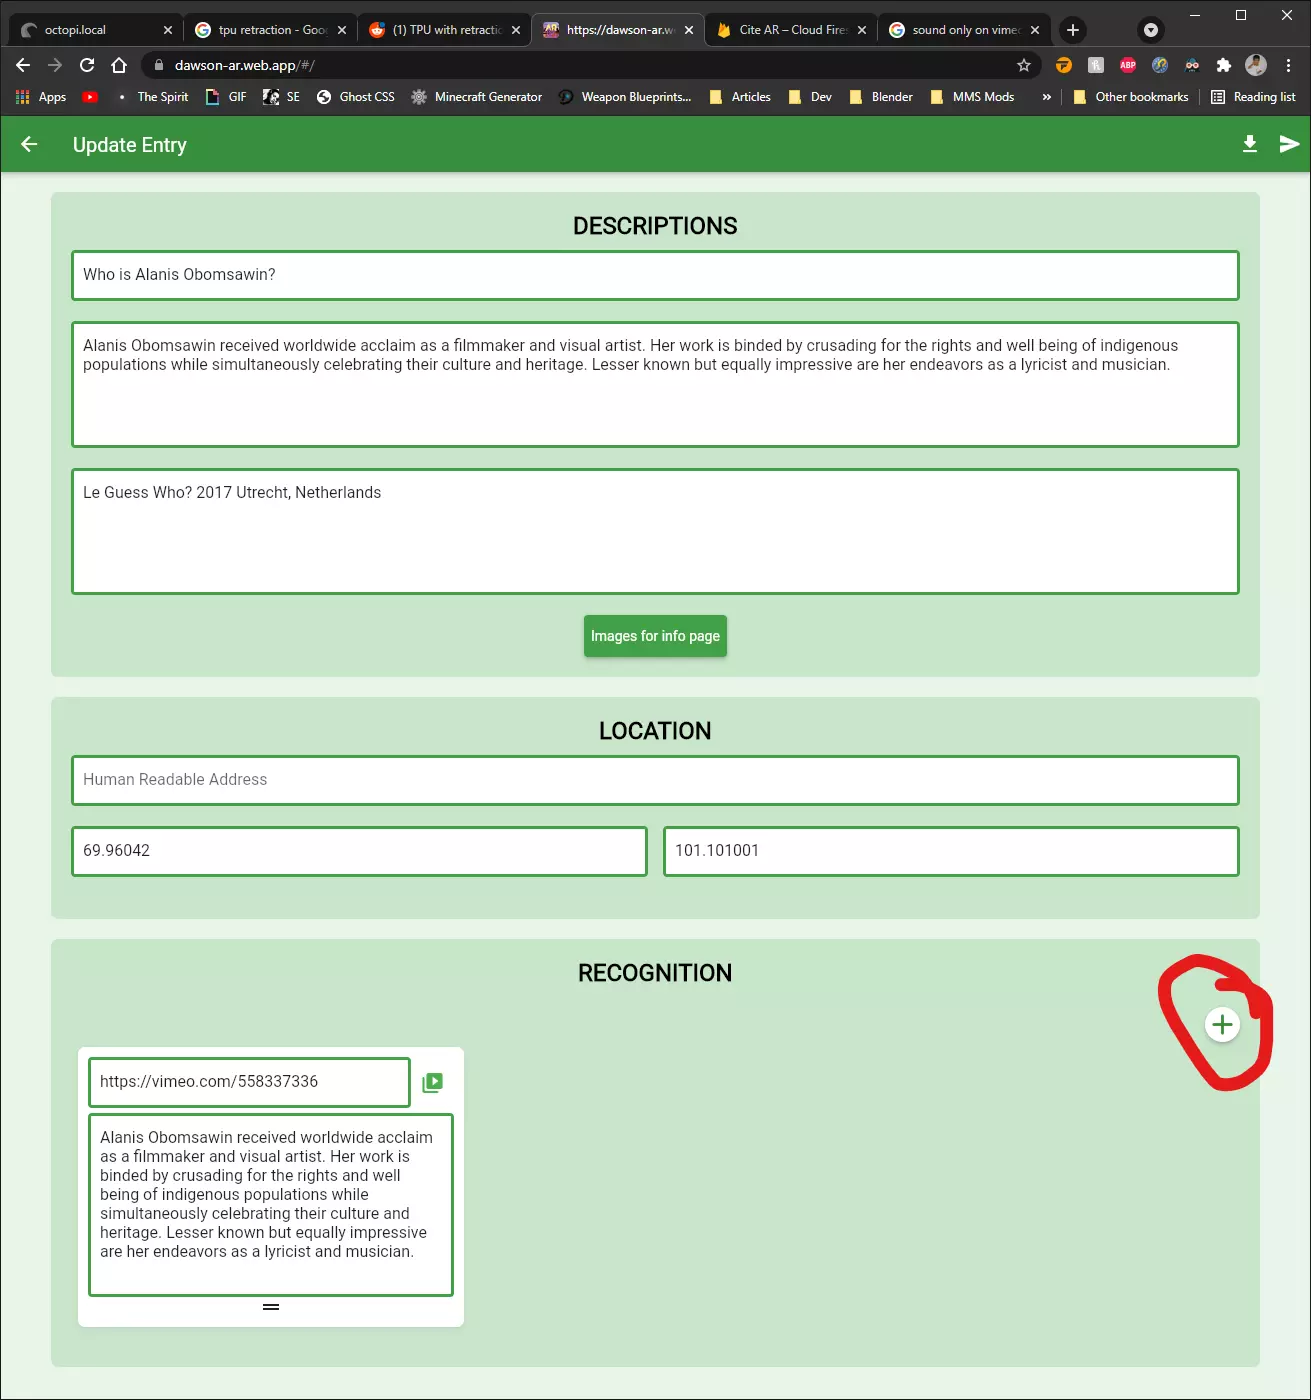 octopi.local
tpu retraction - Goo
(1) TPU with retractic
https://dawson-ar.w
Cite AR – Cloud Fires
sound only on vimeo
dawson-ar.web.app/#/
ABP
Apps
The Spirit
GIF
SE
Ghost CSS
Minecraft Generator
Weapon Blueprints...
Articles
Dev
Blender
MMS Mods
»
Other bookmarks
Reading list
Update Entry
DESCRIPTIONS
Who is Alanis Obomsawin?
Alanis Obomsawin received worldwide acclaim as a filmmaker and visual artist. Her work is binded by crusading for the rights and well being of indigenous
populations while simultaneously celebrating their culture and heritage. Lesser known but equally impressive are her endeavors as a lyricist and musician.
Le Guess Who? 2017 Utrecht, Netherlands
Images for info page
LOCATION
Human Readable Address
69.96042
101.101001
RECOGNITION
https://vimeo.com/558337336
Alanis Obomsawin received worldwide acclaim
as a filmmaker and visual artist. Her work is
binded by crusading for the rights and well
being of indigenous populations while
simultaneously celebrating their culture and
heritage. Lesser known but equally impressive
are her endeavors as a lyricist and musician.